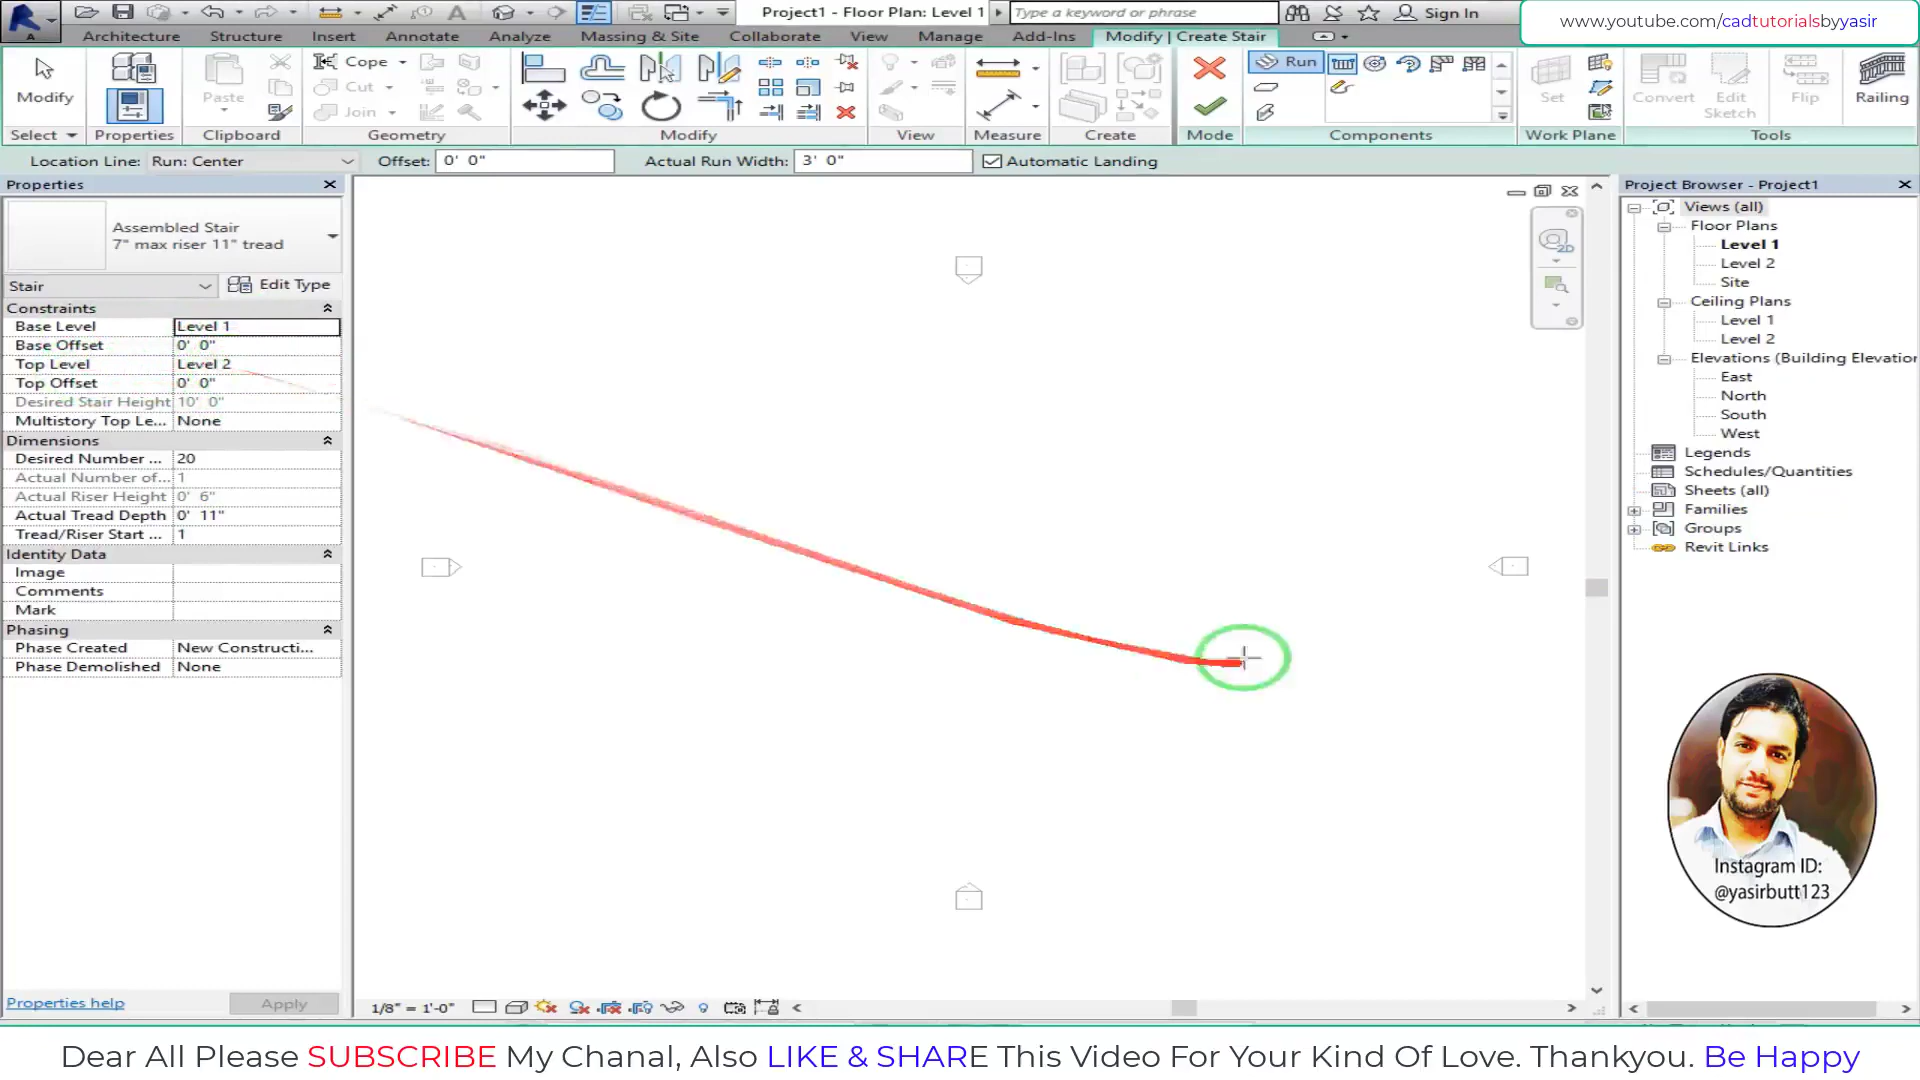 Project1 - Floor Plan: Level 1
Type a keyword or phrase
Sign In
www.youtube.com/cadtutorialsbyyasir
Architecture
Structure
Insert
Annotate
Analyze
Massing & Site
Collaborate
View
Manage
Add-Ins
Modify | Create Stair
Modify
Paste
Cope
Cut
Join
Run
Set
Convert
Edit
Sketch
Flip
Railing
Select
Properties
Clipboard
Geometry
Modify
View
Measure
Create
Mode
Components
Work Plane
Tools
Location Line: Run: Center
Offset: 0' 0"
Actual Run Width: 3' 0"
Automatic Landing
Properties
Assembled Stair
7" max riser 11" tread
Stair
Edit Type
Constraints
Base Level Level 1
Base Offset 0' 0"
Top Level Level 2
Top Offset 0' 0"
Desired Stair Height 10' 0"
Multistory Top Le... None
Dimensions
Desired Number ... 20
Actual Number of... 1
Actual Riser Height 0' 6"
Actual Tread Depth 0' 11"
Tread/Riser Start ... 1
Identity Data
Image
Comments
Mark
Phasing
Phase Created New Constructi...
Phase Demolished None
Properties help
Apply
2D
1/8" = 1'-0"
Project Browser - Project1
Views (all)
Floor Plans
Level 1
Level 2
Site
Ceiling Plans
Level 1
Level 2
Elevations (Building Elevation
East
North
South
West
Legends
Schedules/Quantities
Sheets (all)
Families
Groups
Revit Links
Instagram ID:
@yasirbutt123
Dear All Please SUBSCRIBE My Chanal, Also LIKE & SHARE This Video For Your Kind Of Love. Thankyou. Be Happy